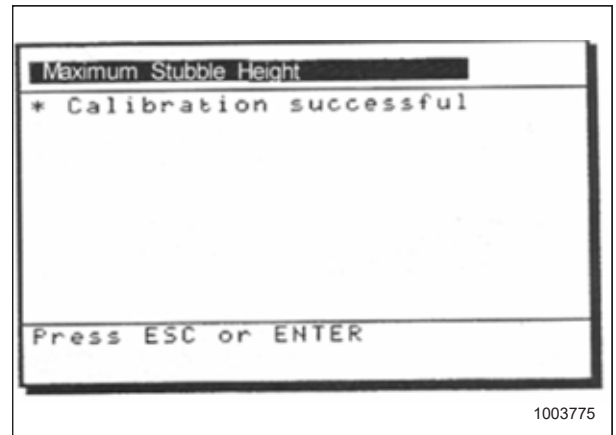 Maximum Stubble Height
* Calibration successful
Press ESC or ENTER
1003775